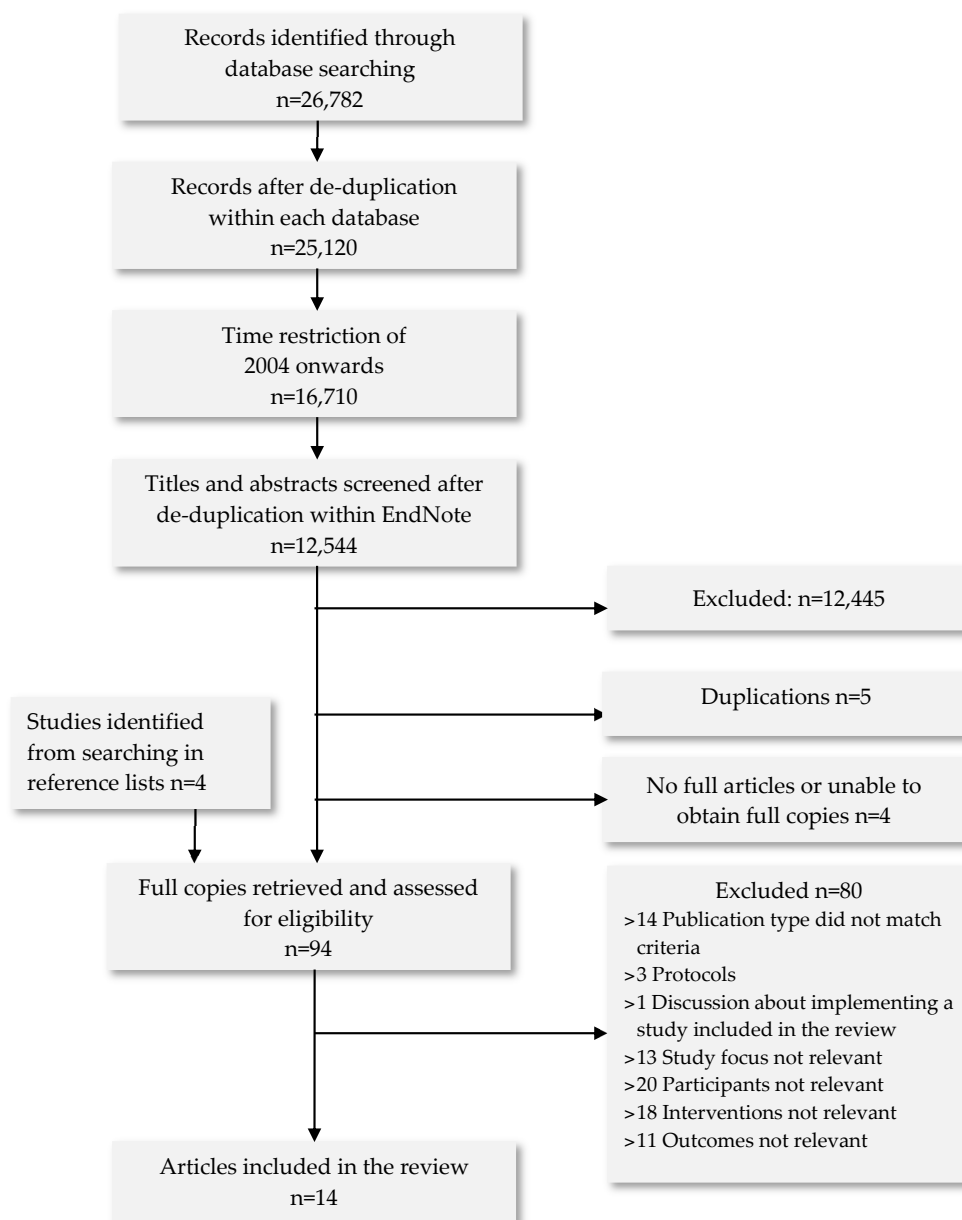 Records identified through
database searching
n=26,782
Records after de-duplication
within each database
n=25,120
Time restriction of
2004 onwards
n=16,710
Titles and abstracts screened after
de-duplication within EndNote
n=12,544
Excluded: n=12,445
Duplications n=5
Studies identified
from searching in
reference lists n=4
No full articles or unable to
obtain full copies n=4
Full copies retrieved and assessed
for eligibility
n=94
Excluded n=80
>14 Publication type did not match
criteria
>3 Protocols
>1 Discussion about implementing a
study included in the review
>13 Study focus not relevant
>20 Participants not relevant
>18 Interventions not relevant
>11 Outcomes not relevant
Articles included in the review
n=14